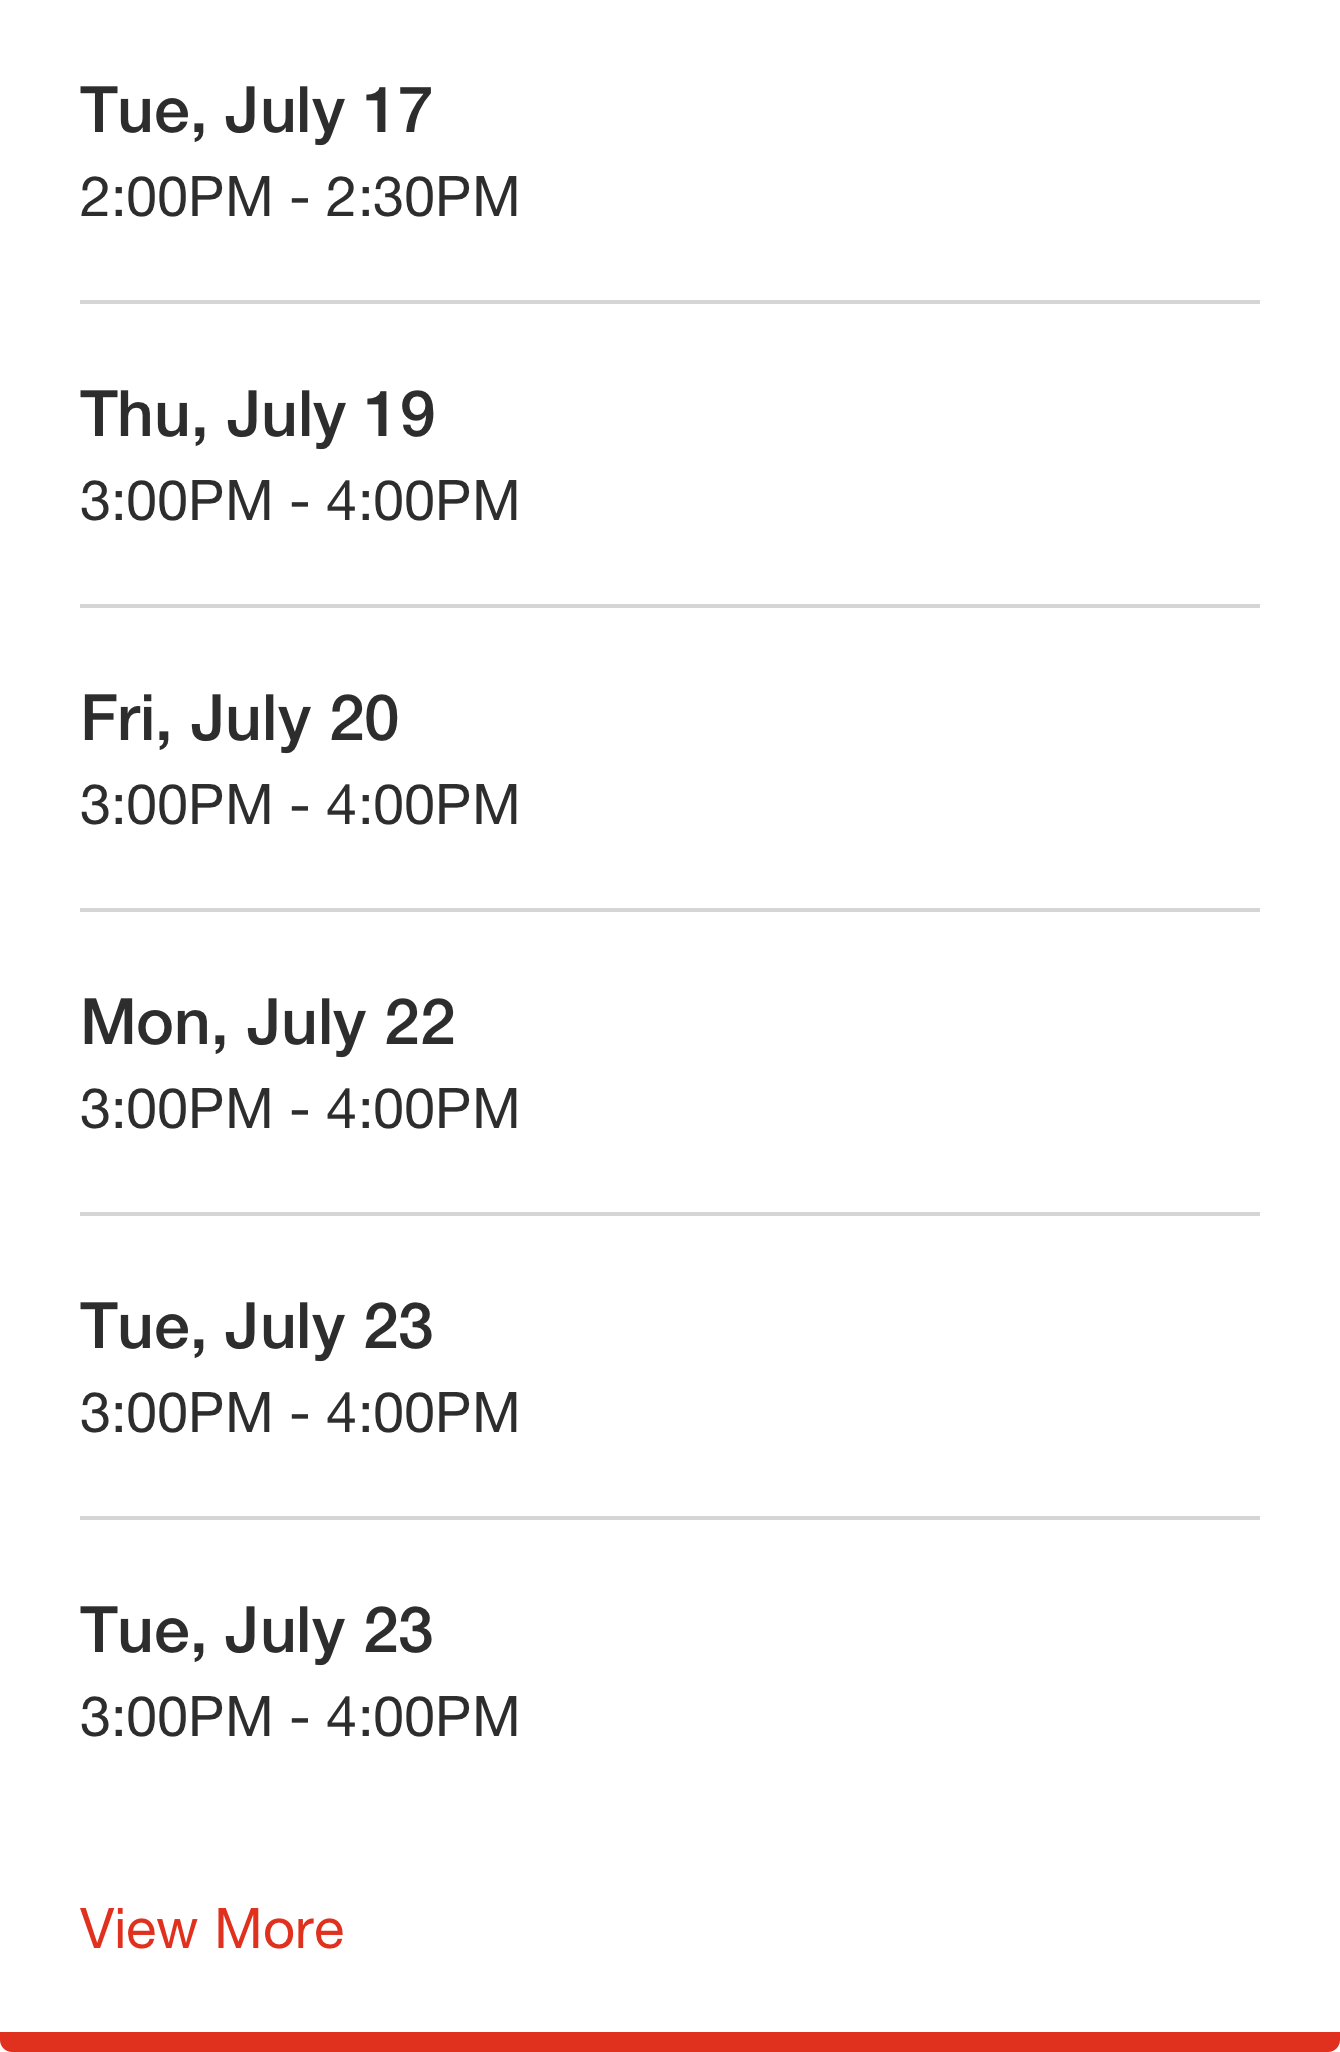 Tue, July 17
2:00PM - 2:30PM
Thu, July 19
3:00PM - 4:00PM
Fri, July 20
3:00PM - 4:00PM
Mon, July 22
3:00PM - 4:00PM
Tue, July 23
3:00PM - 4:00PM
Tue, July 23
3:00PM - 4:00PM
View More